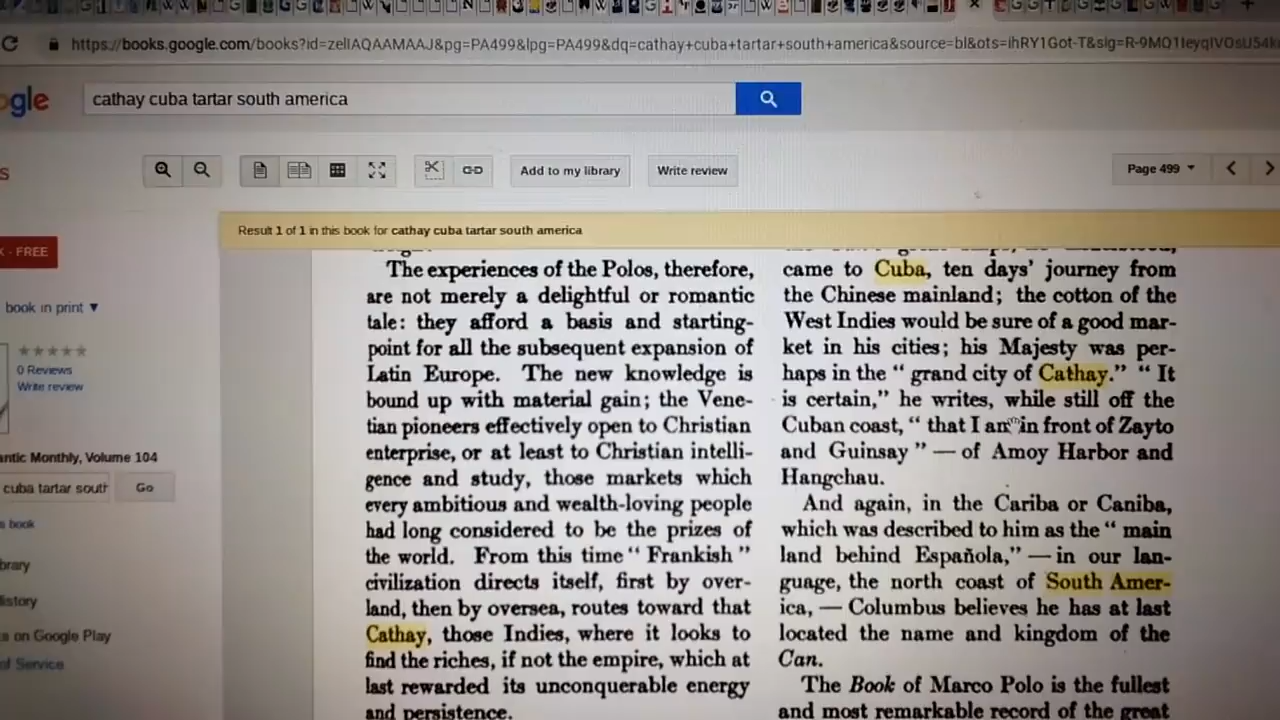 https://books.google.com/books?id=zelIAQAAMAAJ&pg=PA499&lpg=PA499&dq=cathay+cuba+tartar+south+america&source=bl&ots=ihRY1Got-T&sig=R-9MQ1IeyqIVOsU54k
ogle
cathay cuba tartar south america
s
Add to my library
Write review
Page 499
Result 1 of 1 in this book for cathay cuba tartar south america
K - FREE
book in print ▼
0 Reviews
Write review
antic Monthly, Volume 104
cuba tartar south
Go
s book
brary
History
s on Google Play
of Service
The experiences of the Polos, therefore,
are not merely a delightful or romantic
tale: they afford a basis and starting-
point for all the subsequent expansion of
Latin Europe. The new knowledge is
bound up with material gain; the Vene-
tian pioneers effectively open to Christian
enterprise, or at least to Christian intelli-
gence and study, those markets which
every ambitious and wealth-loving people
had long considered to be the prizes of
the world. From this time “ Frankish ”
civilization directs itself, first by over-
land, then by oversea, routes toward that
Cathay, those Indies, where it looks to
find the riches, if not the empire, which at
last rewarded its unconquerable energy
and persistence.
came to Cuba, ten days’ journey from
the Chinese mainland; the cotton of the
West Indies would be sure of a good mar-
ket in his cities; his Majesty was per-
haps in the “ grand city of Cathay.” “ It
is certain,” he writes, while still off the
Cuban coast, “ that I am in front of Zayto
and Guinsay ” — of Amoy Harbor and
Hangchau.
And again, in the Cariba or Caniba,
which was described to him as the “ main
land behind Española,” — in our lan-
guage, the north coast of South Amer-
ica, — Columbus believes he has at last
located the name and kingdom of the
Can.
The Book of Marco Polo is the fullest
and most remarkable record of the great